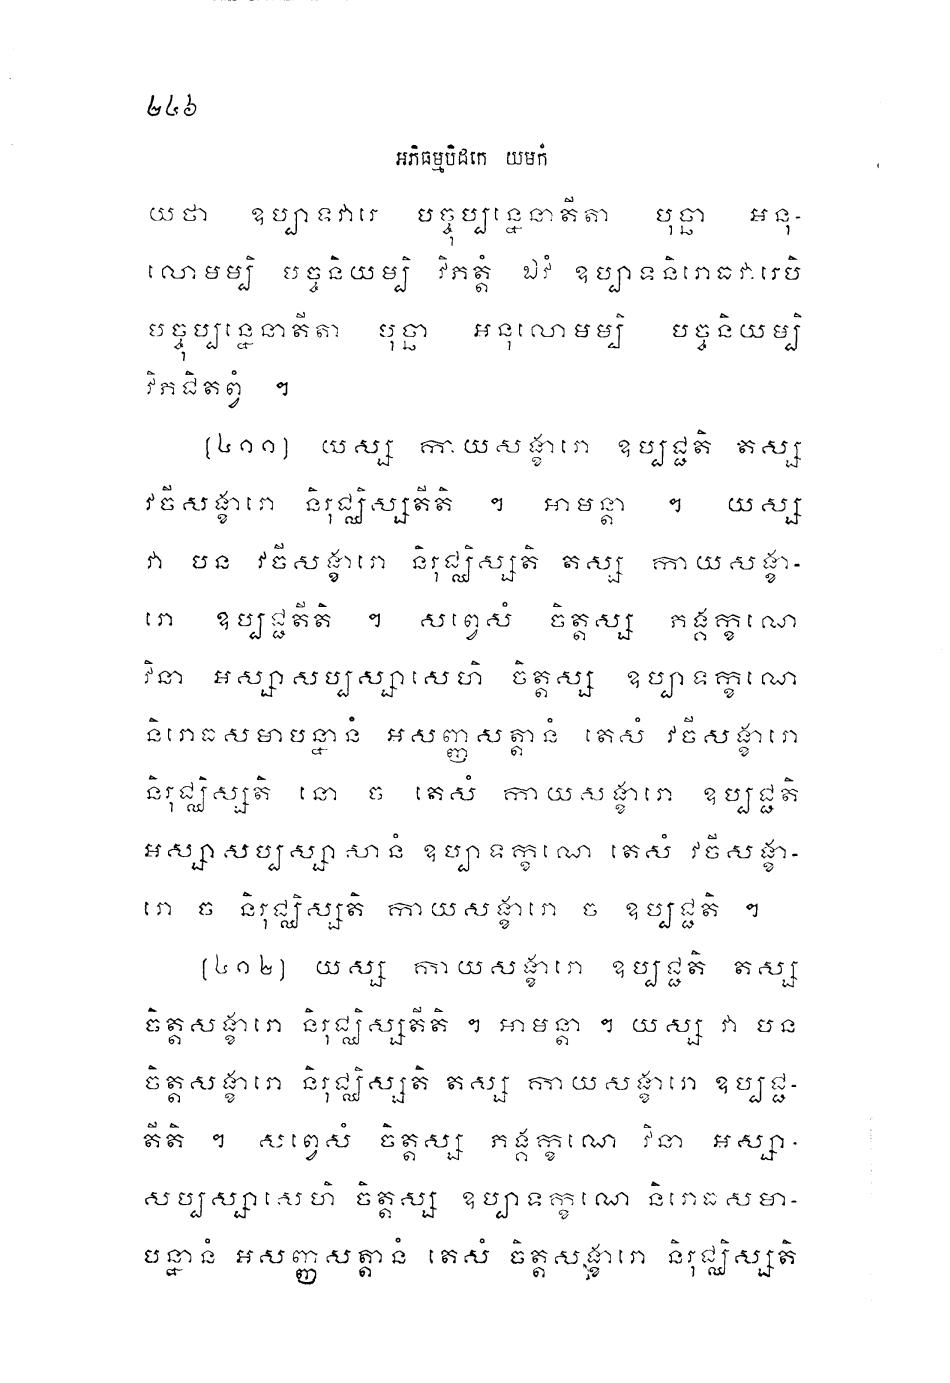 ២៤៦
អភិធម្មបិដកេ យមកំ
យថា ឧប្បាទវារេ បច្ចុប្បន្នេនាតីតា បុច្ឆា អនុ-
លោមម្បិ បច្ចនិយម្បិ វិភត្តំ ឯវំ ឧប្បាទនិរោធវារេបិ
បច្ចុប្បន្នេនាតីតា បុច្ឆា អនុលោមម្បិ បច្ចនិយម្បិ
វិភជិតព្វំ ។
(៤១១) យស្ស កាយសង្ខារោ ឧប្បជ្ជតិ តស្ស
វចីសង្ខារោ និរុជ្ឈិស្សតីតិ ។ អាមន្តា ។ យស្ស
វា បន វចីសង្ខារោ និរុជ្ឈិស្សតិ តស្ស កាយសង្ខា-
រោ ឧប្បជ្ជតីតិ ។ សព្វេសំ ចិត្តស្ស ភង្គក្ខណេ
វិនា អស្សាសប្បស្សាសេហិ ចិត្តស្ស ឧប្បាទក្ខណេ
និរោធសមាបន្នានំ អសញ្ញសត្តានំ តេសំ វចីសង្ខារោ
និរុជ្ឈិស្សតិ នោ ច តេសំ កាយសង្ខារោ ឧប្បជ្ជតិ
អស្សាសប្បស្សាសានំ ឧប្បាទក្ខណេ តេសំ វចីសង្ខា-
រោ ច និរុជ្ឈិស្សតិ កាយសង្ខារោ ច ឧប្បជ្ជតិ ។
(៤១២) យស្ស កាយសង្ខារោ ឧប្បជ្ជតិ តស្ស
ចិត្តសង្ខារោ និរុជ្ឈិស្សតីតិ ។ អាមន្តា ។ យស្ស វា បន
ចិត្តសង្ខារោ និរុជ្ឈិស្សតិ តស្ស កាយសង្ខារោ ឧប្បជ្ជ-
តីតិ ។ សព្វេសំ ចិត្តស្ស ភង្គក្ខណេ វិនា អស្សា-
សប្បស្សាសេហិ ចិត្តស្ស ឧប្បាទក្ខណេ និរោធសមា-
បន្នានំ អសញ្ញសត្តានំ តេសំ ចិត្តសង្ខារោ និរុជ្ឈិស្សតិ